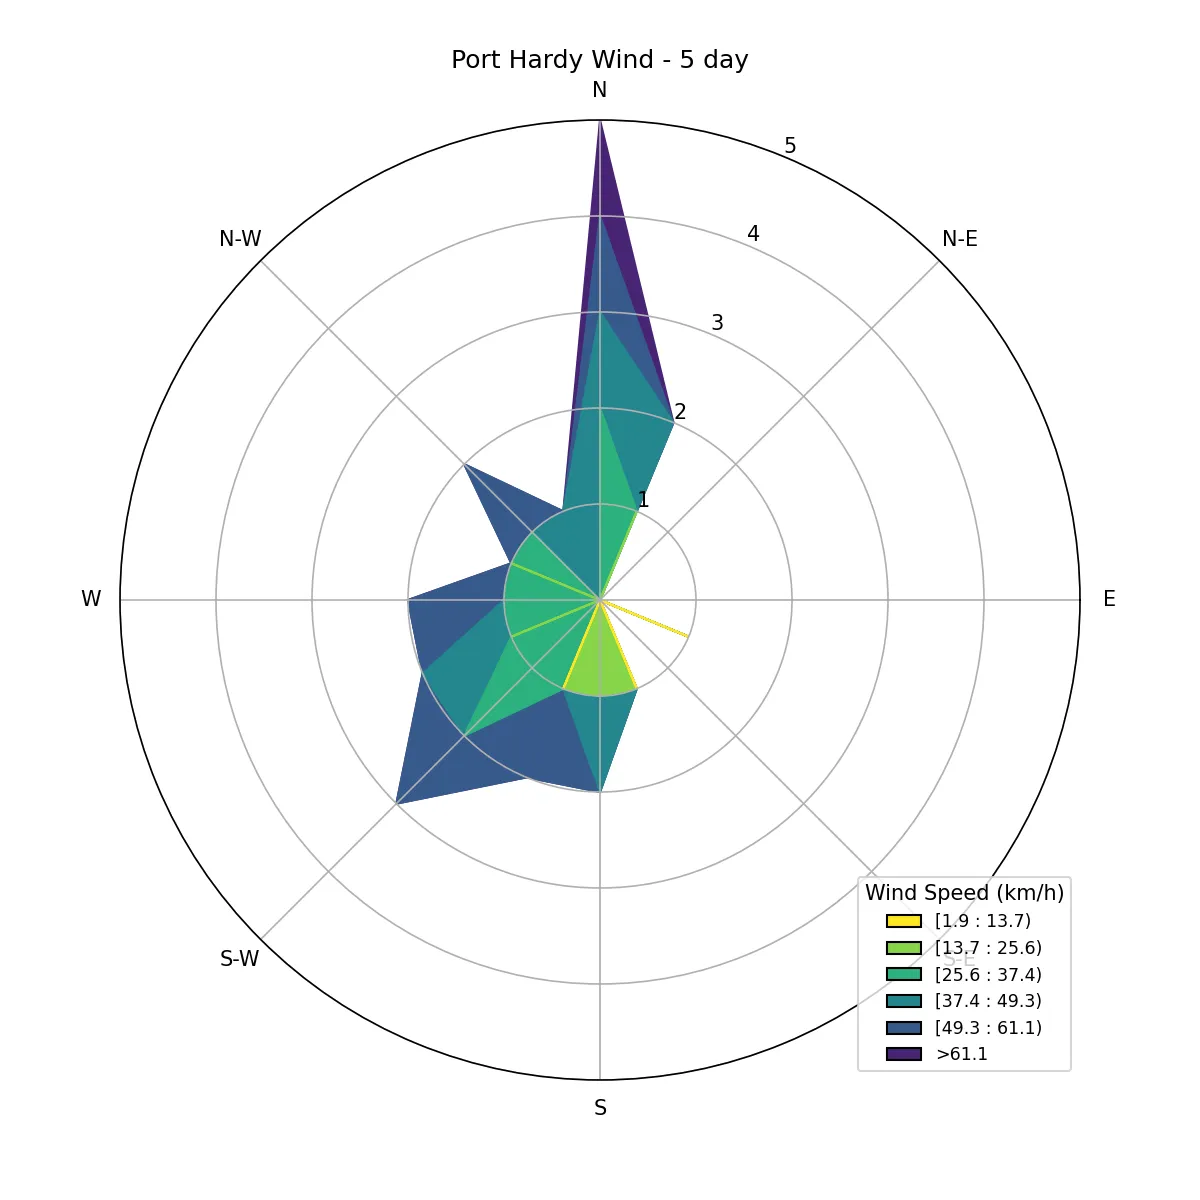 Port Hardy Wind - 5 day
N
5
N-W
4
N-E
3
2
1
W
E
Wind Speed (km/h)
[1.9 : 13.7)
[13.7 : 25.6)
S-W
S-E
[25.6 : 37.4)
[37.4 : 49.3)
[49.3 : 61.1)
>61.1
S